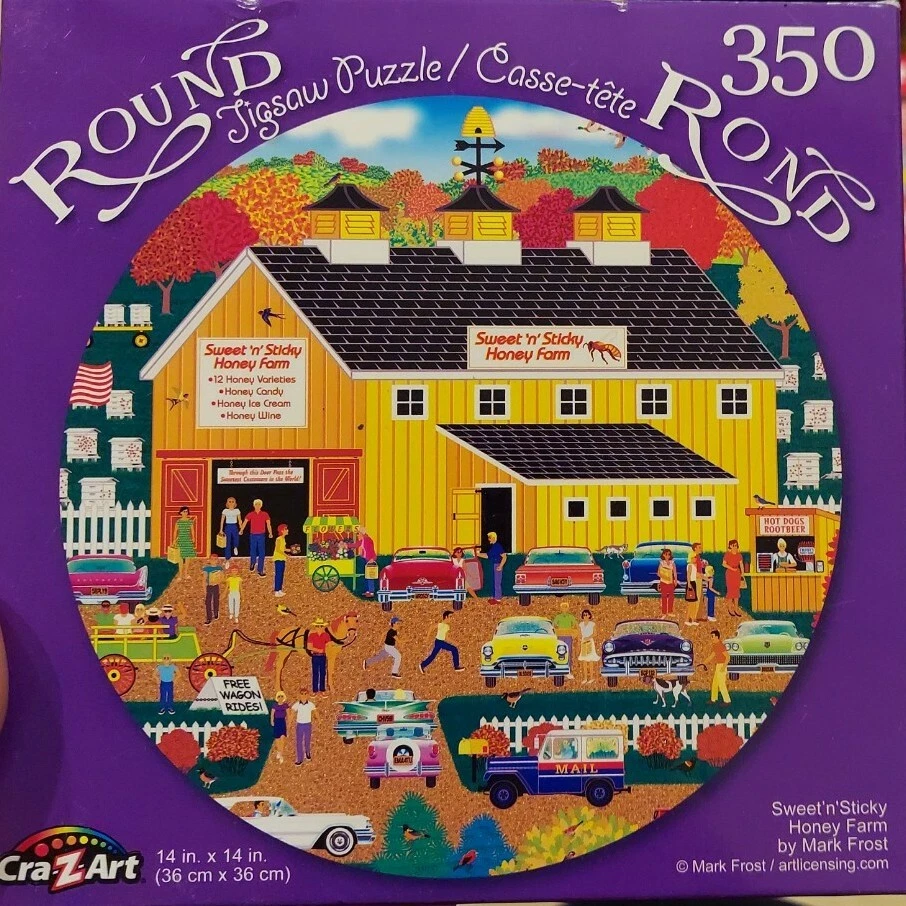 ROUND
Jigsaw Puzzle / Casse-tête
350
ROND
Sweet 'n' Sticky
Honey Farm
Sweet 'n' Sticky
Honey Farm
•12 Honey Varieties
•Honey Candy
•Honey Ice Cream
•Honey Wine
Through this Door Pass the
Sweetest Customers in the World!
FLOWERS
HOT DOGS
ROOTBEER
FREE
WAGON
RIDES!
MAIL
Sweet'n'Sticky
Honey Farm
by Mark Frost
© Mark Frost / artlicensing.com
Cra-Z-Art
14 in. x 14 in.
(36 cm x 36 cm)